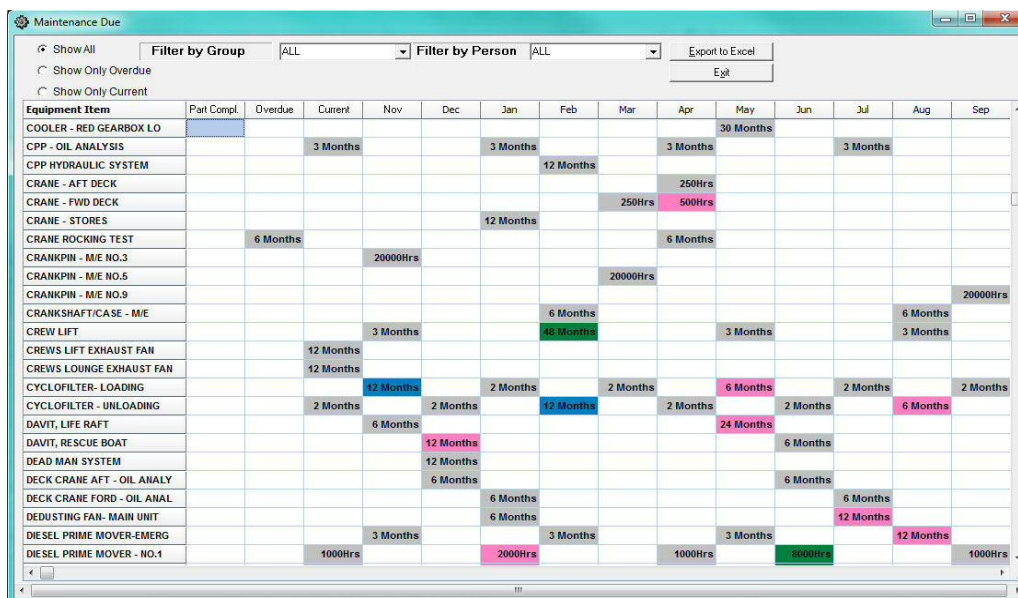 Maintenance Due
Show All Filter by Group ALL Filter by Person ALL Export to Excel
Show Only Overdue Exit
Show Only Current
Equipment Item Part Compl. Overdue Current Nov Dec Jan Feb Mar Apr May Jun Jul Aug Sep
COOLER - RED GEARBOX LO 30 Months
CPP - OIL ANALYSIS 3 Months 3 Months 3 Months 3 Months
CPP HYDRAULIC SYSTEM 12 Months
CRANE - AFT DECK 250Hrs
CRANE - FWD DECK 250Hrs 500Hrs
CRANE - STORES 12 Months
CRANE ROCKING TEST 6 Months 6 Months
CRANKPIN - M/E NO.3 20000Hrs
CRANKPIN - M/E NO.5 20000Hrs
CRANKPIN - M/E NO.9 20000Hrs
CRANKSHAFT/CASE - M/E 6 Months 6 Months
CREW LIFT 3 Months 48 Months 3 Months 3 Months
CREWS LIFT EXHAUST FAN 12 Months
CREWS LOUNGE EXHAUST FAN 12 Months
CYCLOFILTER- LOADING 12 Months 2 Months 2 Months 6 Months 2 Months 2 Months
CYCLOFILTER - UNLOADING 2 Months 2 Months 12 Months 2 Months 2 Months 6 Months
DAVIT, LIFE RAFT 6 Months 24 Months
DAVIT, RESCUE BOAT 12 Months 6 Months
DEAD MAN SYSTEM 12 Months
DECK CRANE AFT - OIL ANALY 6 Months 6 Months
DECK CRANE FORD - OIL ANAL 6 Months 6 Months
DEDUSTING FAN- MAIN UNIT 6 Months 12 Months
DIESEL PRIME MOVER-EMERG 3 Months 3 Months 3 Months 12 Months
DIESEL PRIME MOVER - NO.1 1000Hrs 2000Hrs 1000Hrs 8000Hrs 1000Hrs